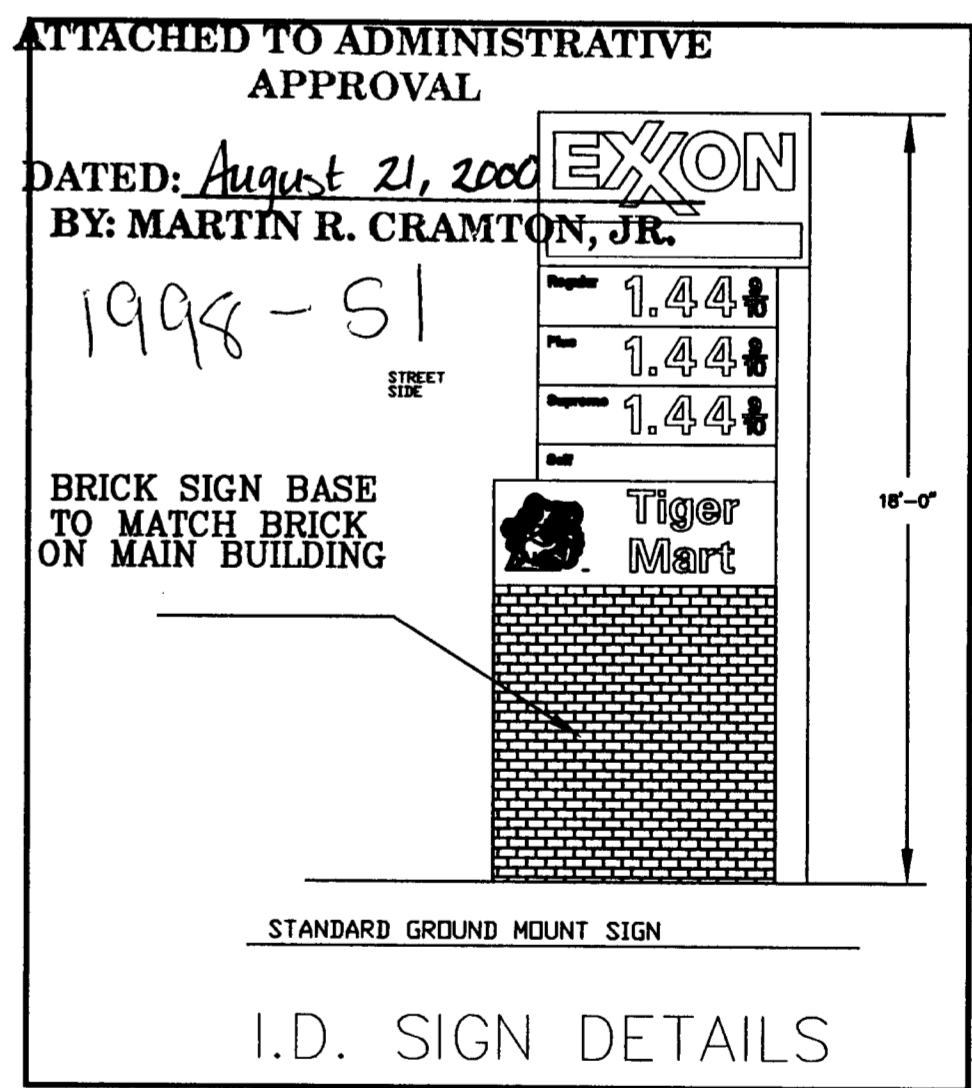 ATTACHED TO ADMINISTRATIVE
APPROVAL
DATED: August 21, 2000
BY: MARTIN R. CRAMTON, JR.
1998-51
STREET
SIDE
EXXON
Regular 1.44 9/10
Plus 1.44 9/10
Supreme 1.44 9/10
Self
Tiger
Mart
BRICK SIGN BASE
TO MATCH BRICK
ON MAIN BUILDING
18'-0"
STANDARD GROUND MOUNT SIGN
I.D. SIGN DETAILS